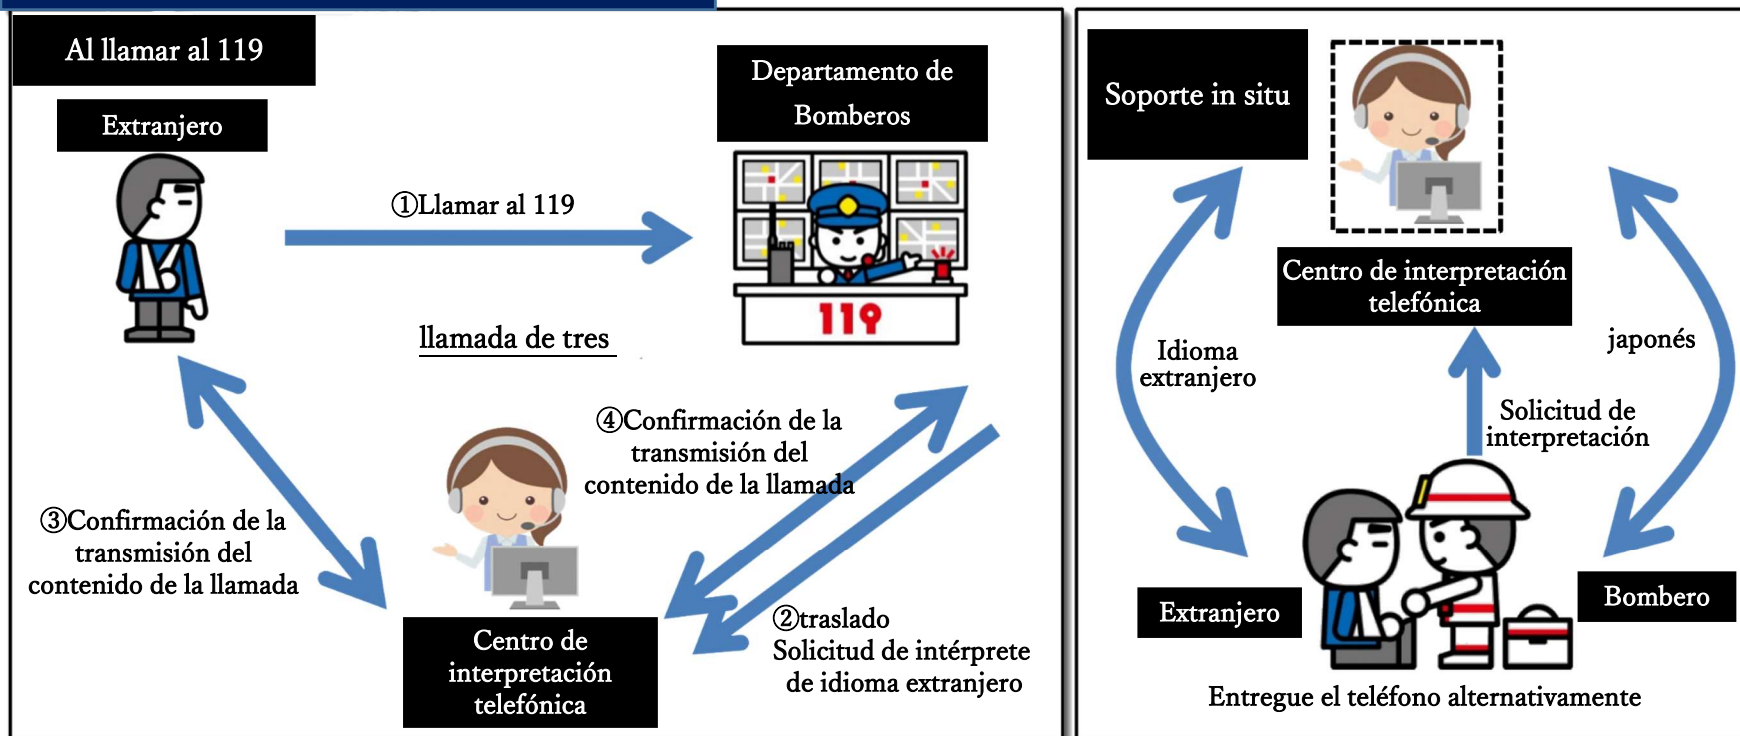 Al llamar al 119
Extranjero
Departamento de
Bomberos
①Llamar al 119
119
llamada de tres
④Confirmación de la
transmisión del
contenido de la llamada
③Confirmación de la
transmisión del
contenido de la llamada
②traslado
Solicitud de intérprete
de idioma extranjero
Centro de
interpretación
telefónica
Soporte in situ
Centro de interpretación
telefónica
Idioma
extranjero
japonés
Solicitud de
interpretación
Extranjero
Bombero
Entregue el teléfono alternativamente